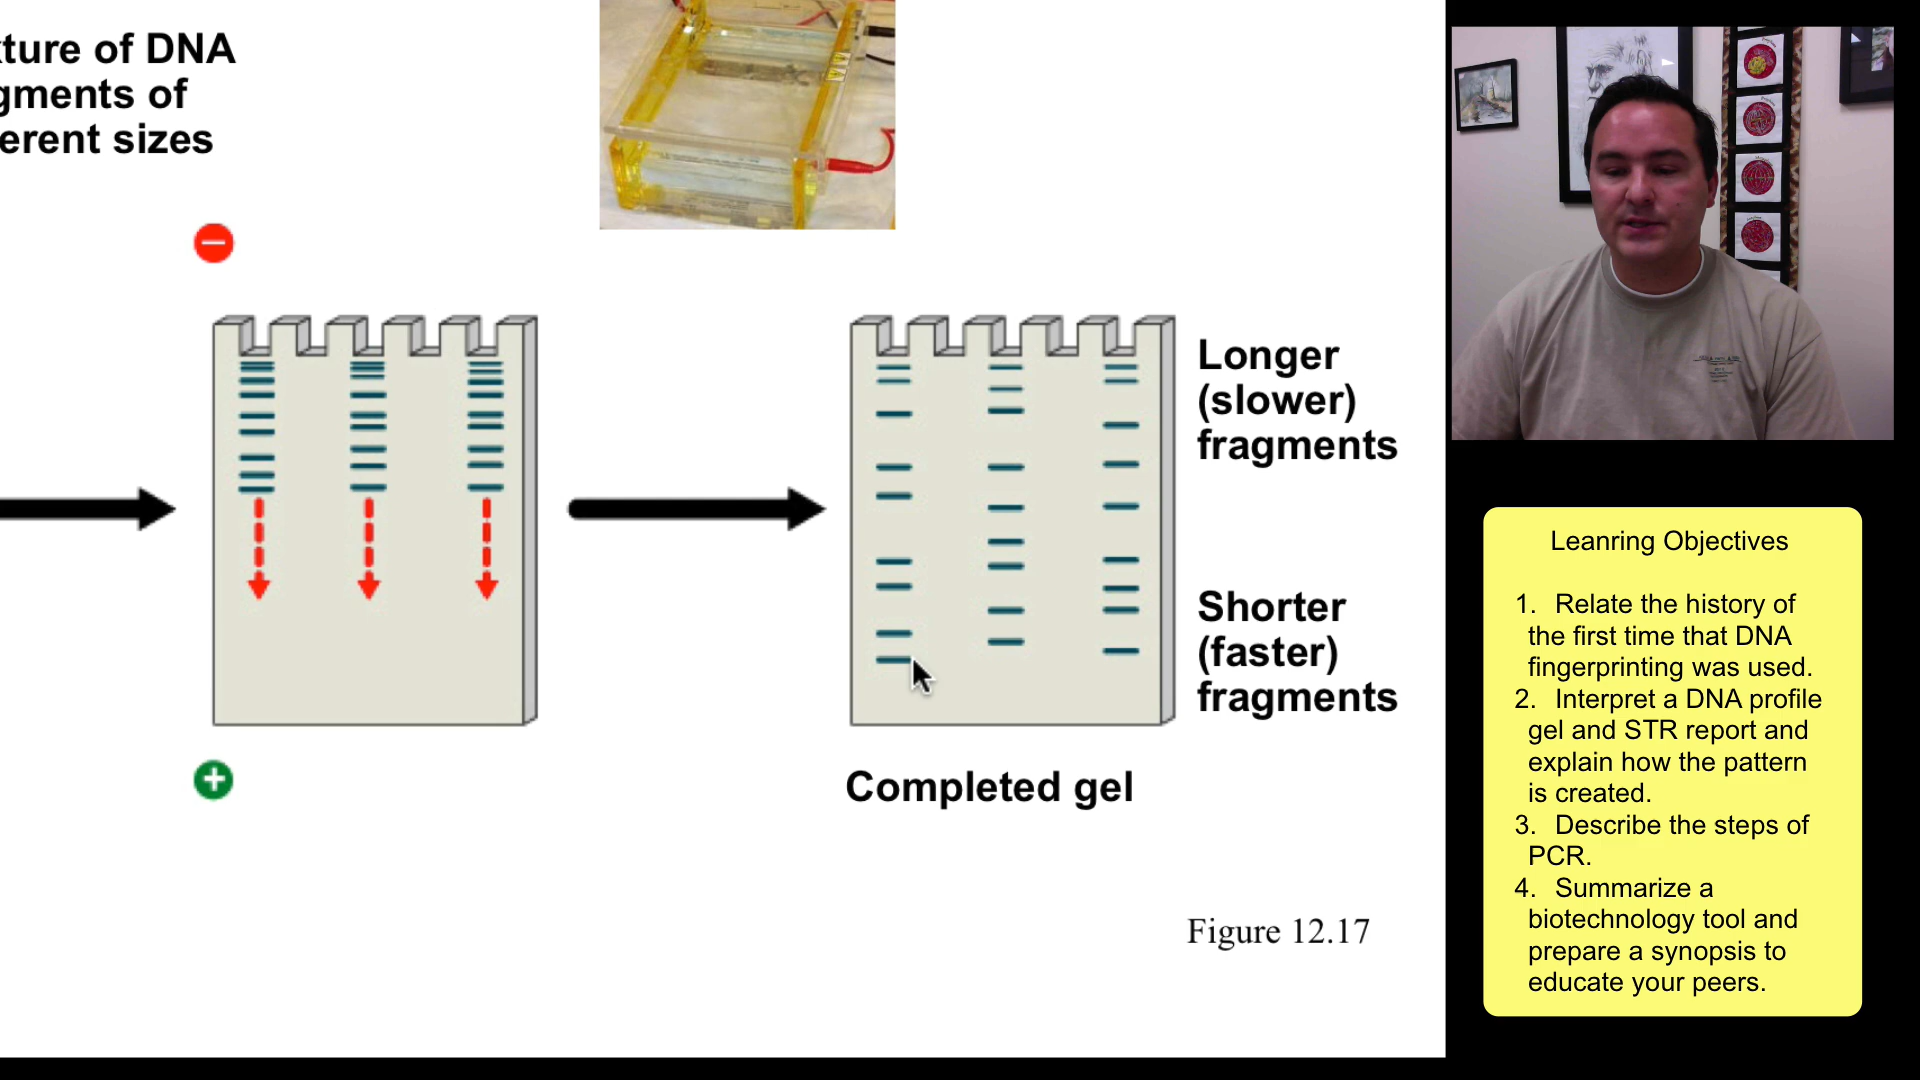 xture of DNA
gments of
erent sizes
Longer
(slower)
fragments
Shorter
(faster)
fragments
Completed gel
Figure 12.17
Leanring Objectives
1. Relate the history of
the first time that DNA
fingerprinting was used.
2. Interpret a DNA profile
gel and STR report and
explain how the pattern
is created.
3. Describe the steps of
PCR.
4. Summarize a
biotechnology tool and
prepare a synopsis to
educate your peers.